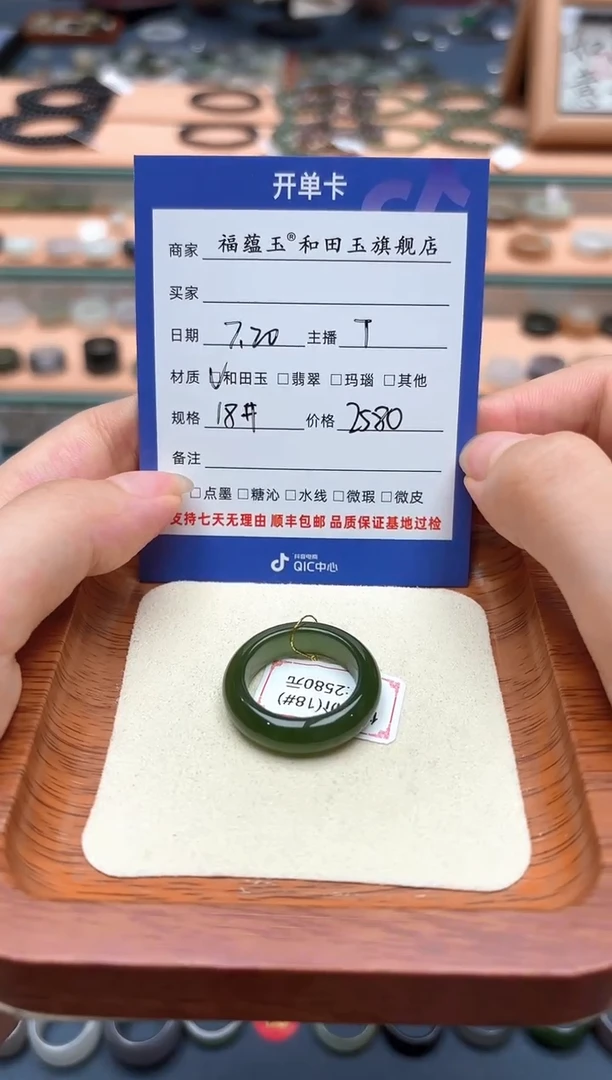 开单卡
商家 福蕴玉®和田玉旗舰店
买家
日期 7.20 主播 T
材质 ☑和田玉 □翡翠 □玛瑙 □其他
规格 18# 价格 2580
备注
□点墨 □糖沁 □水线 □微瑕 □微皮
支持七天无理由 顺丰包邮 品质保证基地过检
抖音电商
QIC中心
(18#)
:2580元